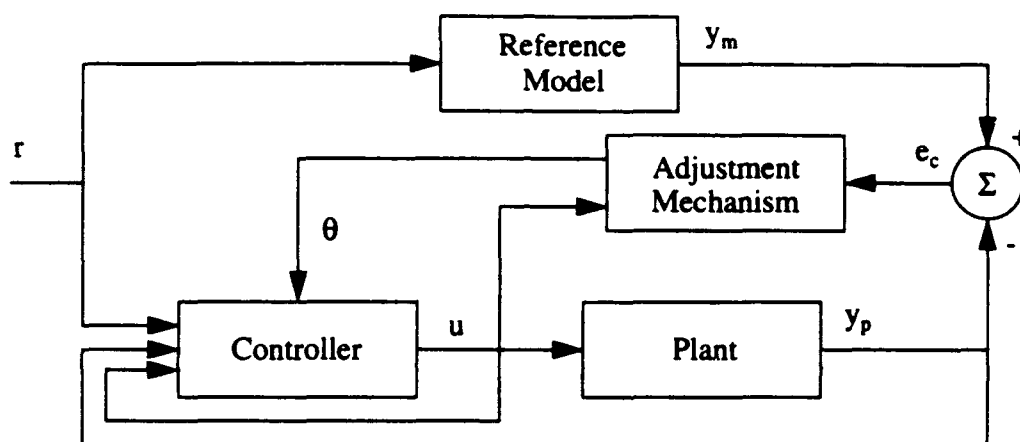 Reference
Model
y_m
r
+
Adjustment
Mechanism
e_c
Σ
θ
-
Controller
u
Plant
y_p